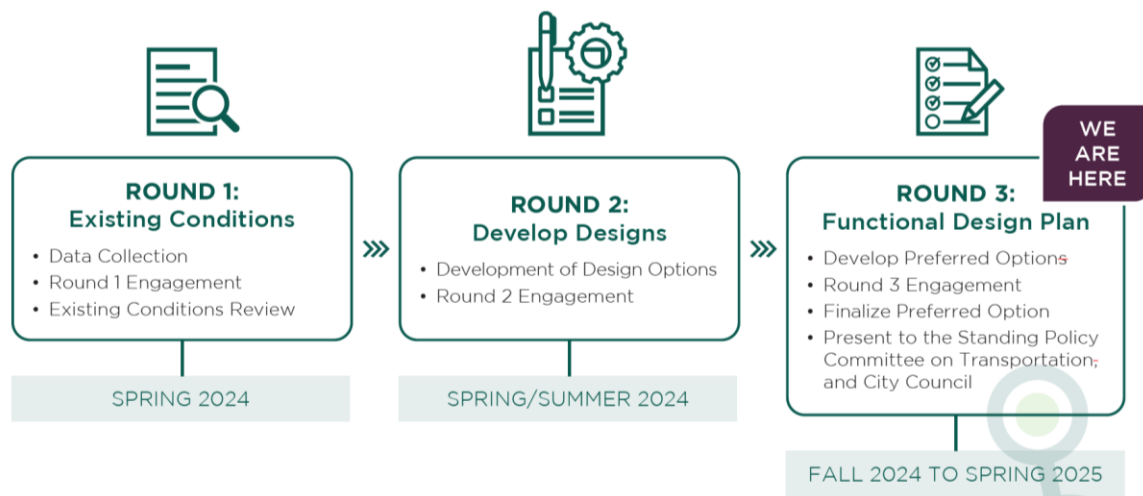 WE
ARE
HERE
ROUND 1:
Existing Conditions
• Data Collection
• Round 1 Engagement
• Existing Conditions Review
SPRING 2024
ROUND 2:
Develop Designs
• Development of Design Options
• Round 2 Engagement
SPRING/SUMMER 2024
ROUND 3:
Functional Design Plan
• Develop Preferred Options
• Round 3 Engagement
• Finalize Preferred Option
• Present to the Standing Policy
Committee on Transportation,
and City Council
FALL 2024 TO SPRING 2025